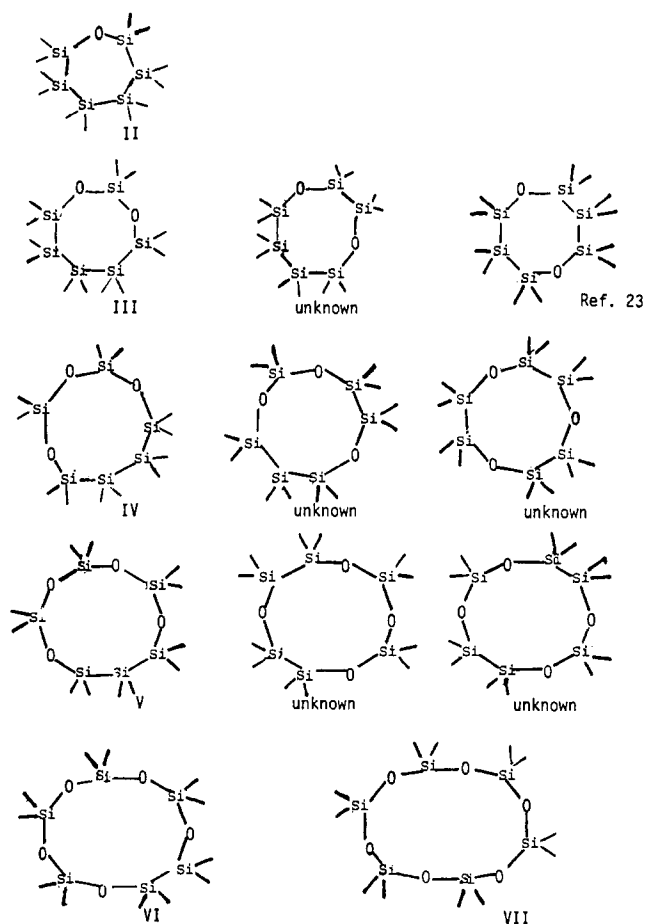 O Si
Si
Si Si
Si Si
II
O Si
Si O
Si Si
Si Si
III
O Si
Si Si
Si O
Si Si
unknown
O Si
Si Si
Si Si
Si O
Ref. 23
Si
O O
Si Si
O Si
Si Si
IV
Si O
O Si
Si Si
O
Si Si
unknown
Si
O Si
Si O
Si Si
O Si
unknown
Si O
O Si
Si O
O Si
Si Si
V
Si
Si O Si
O O
Si Si
Si O
unknown
O Si
Si Si
O O
Si Si
Si O
unknown
Si O
O Si
Si O
O Si
Si O Si
VI
Si O Si
O O
Si Si
O
Si O Si O
VII